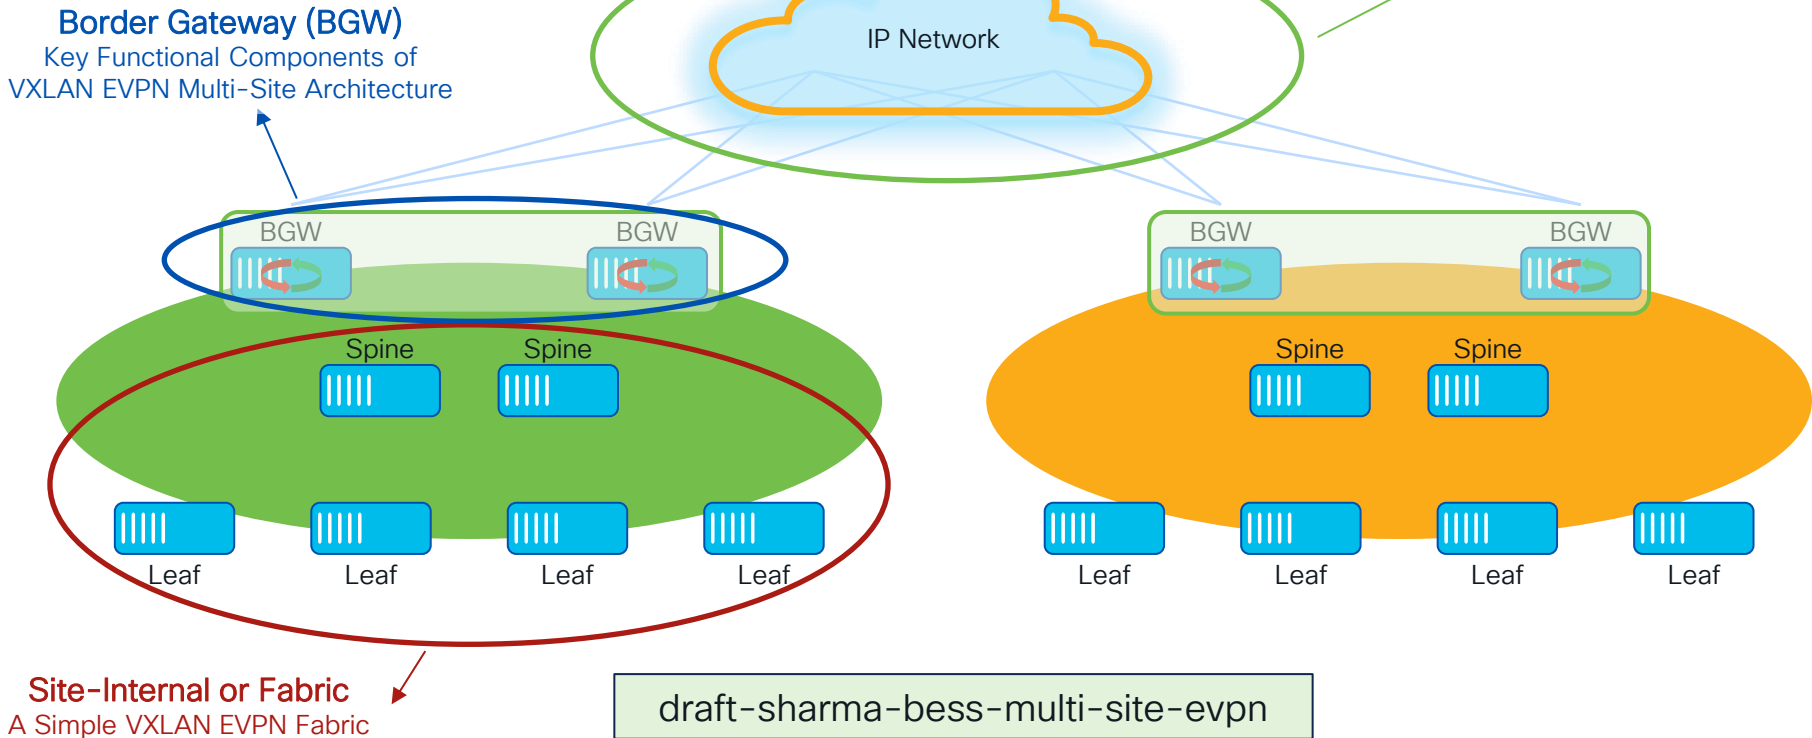 Border Gateway (BGW)
Key Functional Components of
VXLAN EVPN Multi-Site Architecture
IP Network
BGW
BGW
BGW
BGW
Spine
Spine
Spine
Spine
Leaf
Leaf
Leaf
Leaf
Leaf
Leaf
Leaf
Leaf
Site-Internal or Fabric
A Simple VXLAN EVPN Fabric
draft-sharma-bess-multi-site-evpn